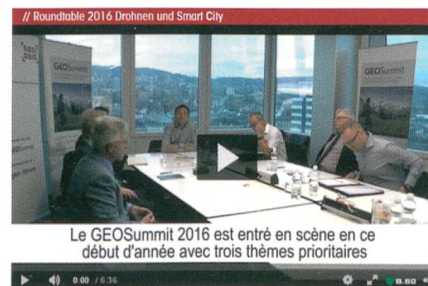 // Roundtable 2016 Drohnen und Smart City
GEOSummit
GEOSummit
Le GEOSummit 2016 est entré en scène en ce
début d'année avec trois thèmes prioritaires
0:00 / 6:36